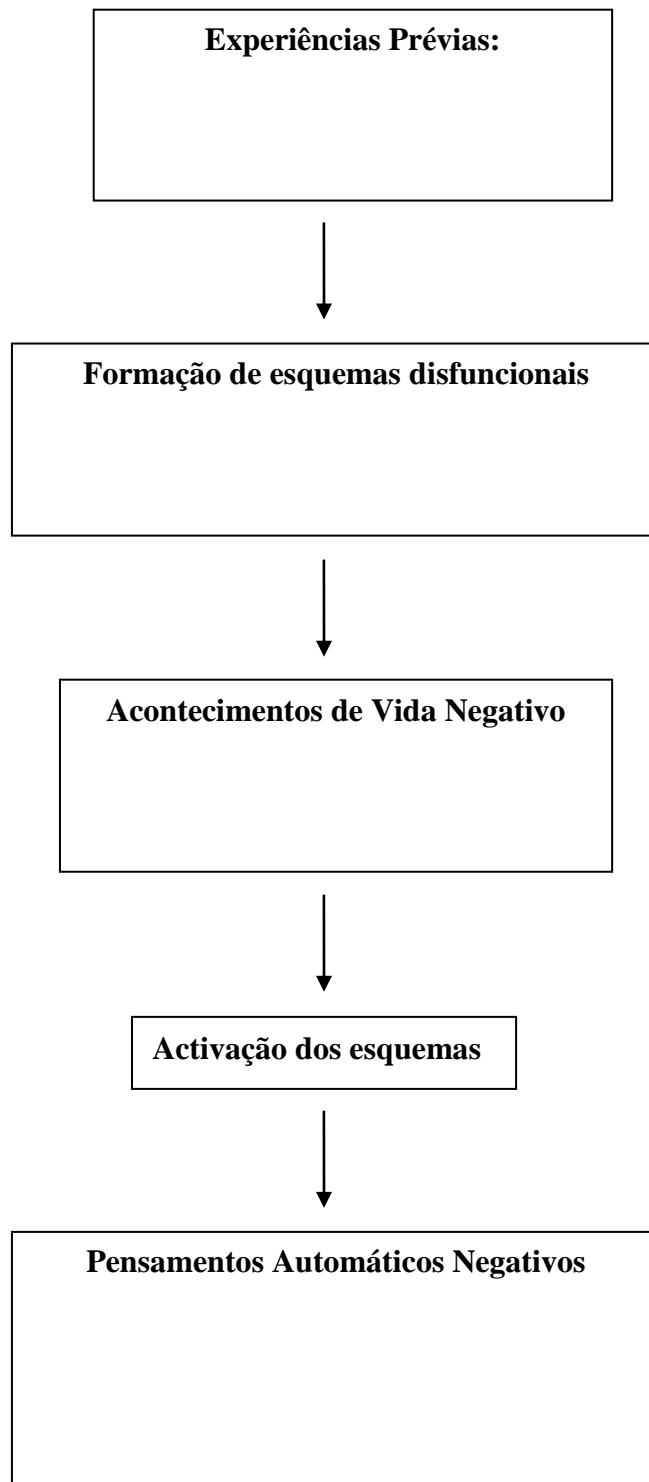 Experiências Prévias:
Formação de esquemas disfuncionais
Acontecimentos de Vida Negativo
Activação dos esquemas
Pensamentos Automáticos Negativos